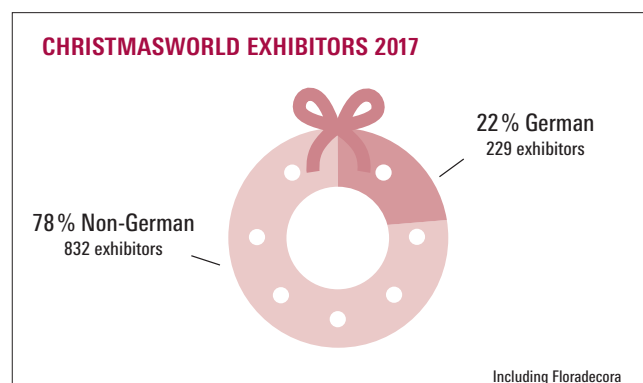 CHRISTMASWORLD EXHIBITORS 2017
22 % German
229 exhibitors
78 % Non-German
832 exhibitors
Including Floradecora